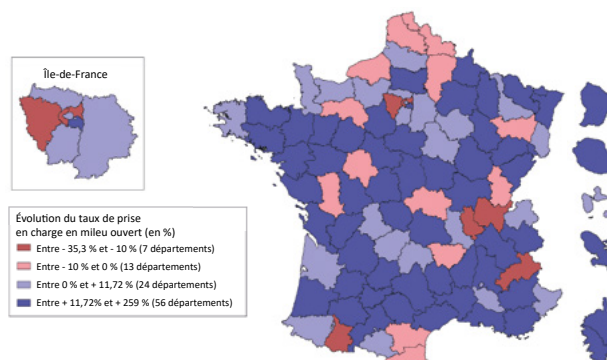 Île-de-France
Évolution du taux de prise
en charge en mileu ouvert (en %)
Entre - 35,3 % et - 10 % (7 départements)
Entre - 10 % et 0 % (13 départements)
Entre 0 % et + 11,72 % (24 départements)
Entre + 11,72% et + 259 % (56 départements)